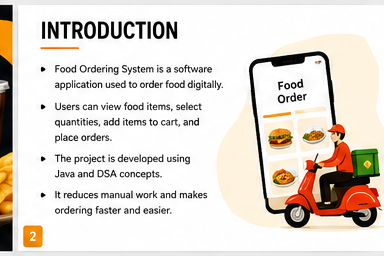 INTRODUCTION
Food Ordering System is a software
application used to order food digitally.
Users can view food items, select
quantities, add items to cart, and
place orders.
The project is developed using
Java and DSA concepts.
It reduces manual work and makes
ordering faster and easier.
Food
Order
2